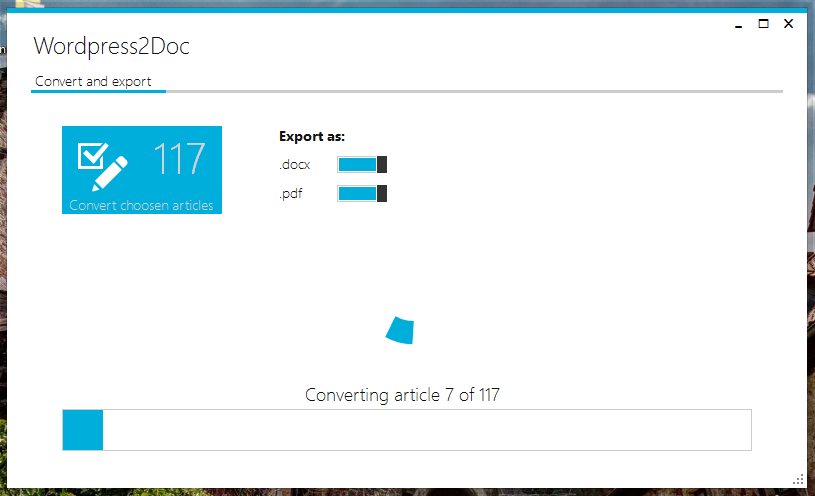 Wordpress2Doc
Convert and export
117
Convert choosen articles
Export as:
.docx
.pdf
Converting article 7 of 117